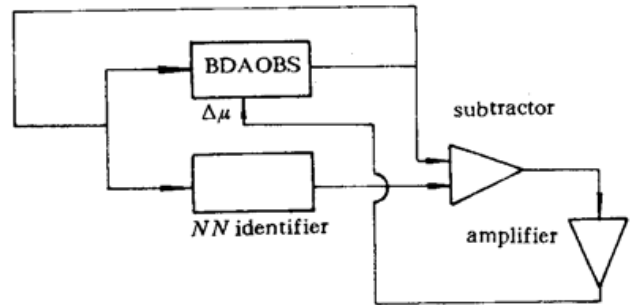 BDAOBS
Δμ
subtractor
NN identifier
amplifier